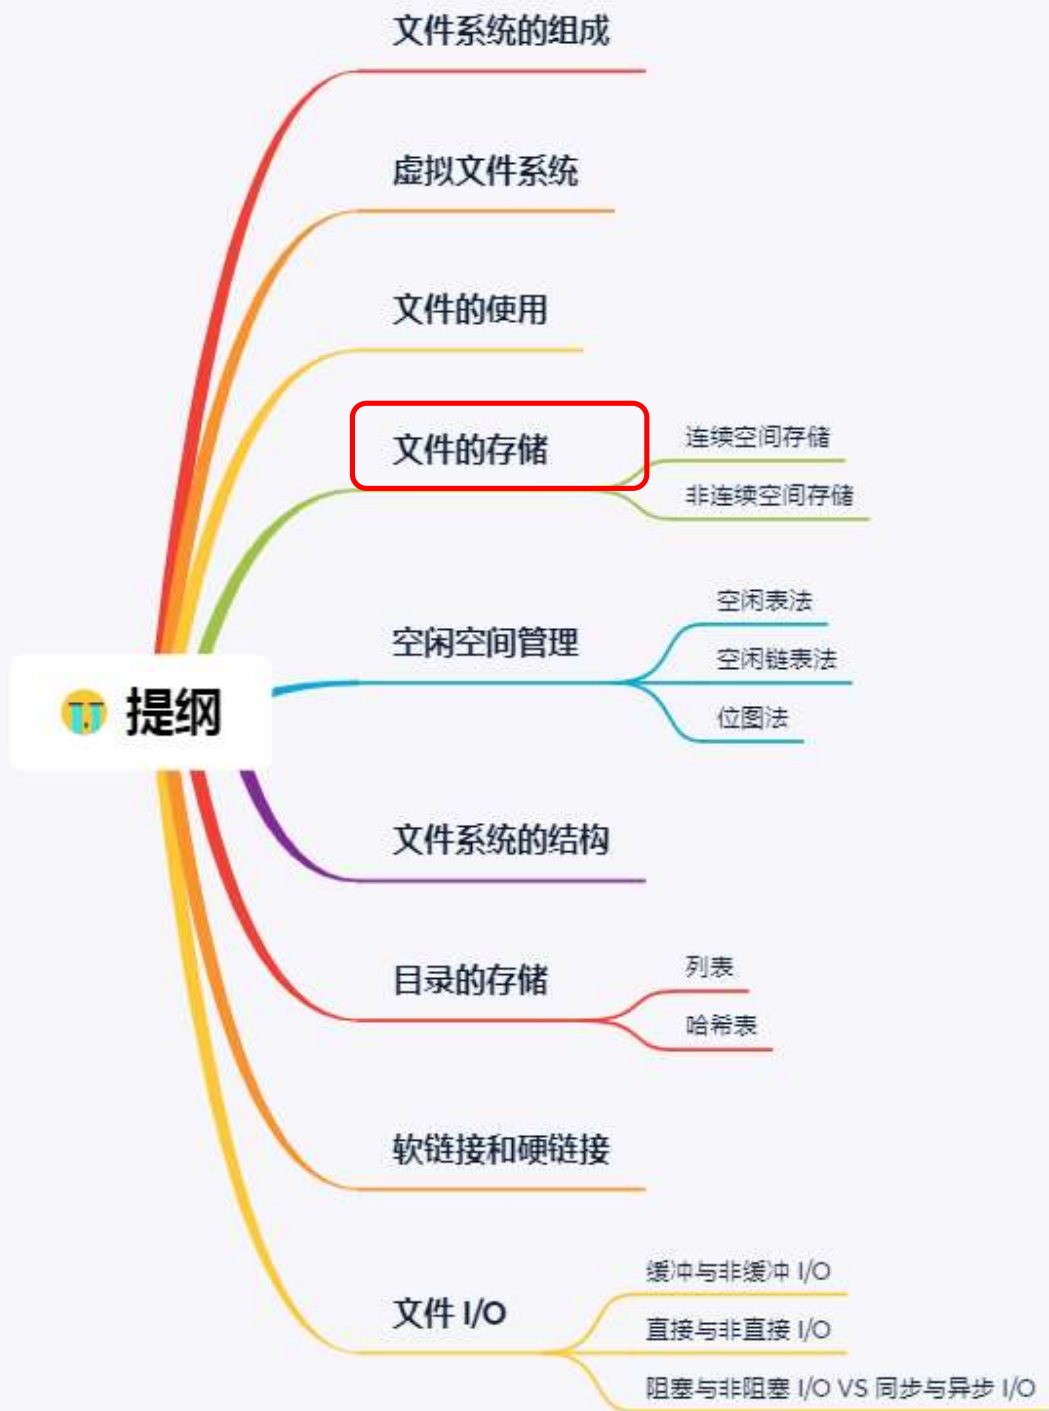 文件系统的组成
虚拟文件系统
文件的使用
文件的存储
连续空间存储
非连续空间存储
空闲空间管理
空闲表法
空闲链表法
位图法
提纲
文件系统的结构
目录的存储
列表
哈希表
软链接和硬链接
文件 I/O
缓冲与非缓冲 I/O
直接与非直接 I/O
阻塞与非阻塞 I/O VS 同步与异步 I/O